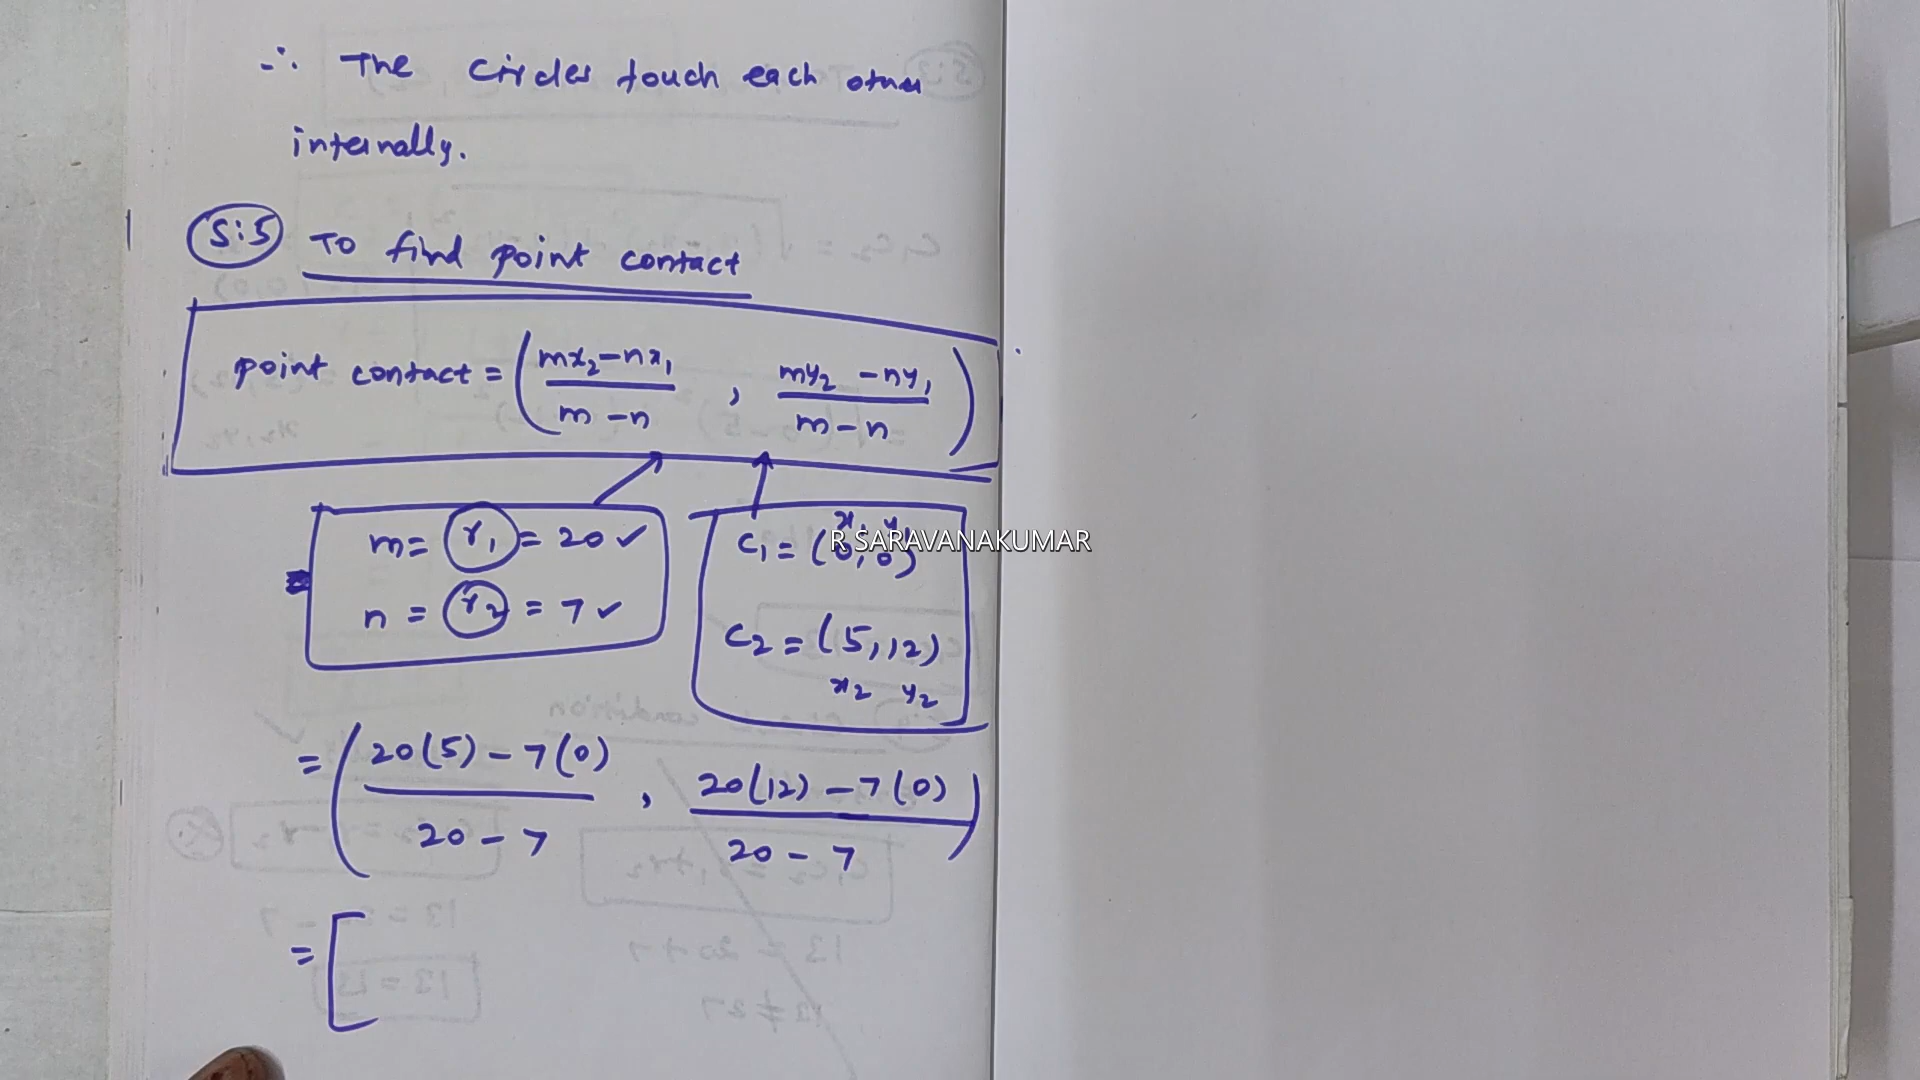 ∴ The circles touch each other
internally.
S:5 To find point contact
point contact = ( mx₂-nx₁ / m-n , my₂-ny₁ / m-n )
m = r₁ = 20 ✓
n = r₂ = 7 ✓
x₁ y₁
C₁ = (0,0)
C₂ = (5,12)
x₂ y₂
R SARAVANAKUMAR
= ( 20(5)-7(0) / 20-7 , 20(12)-7(0) / 20-7 )
= [